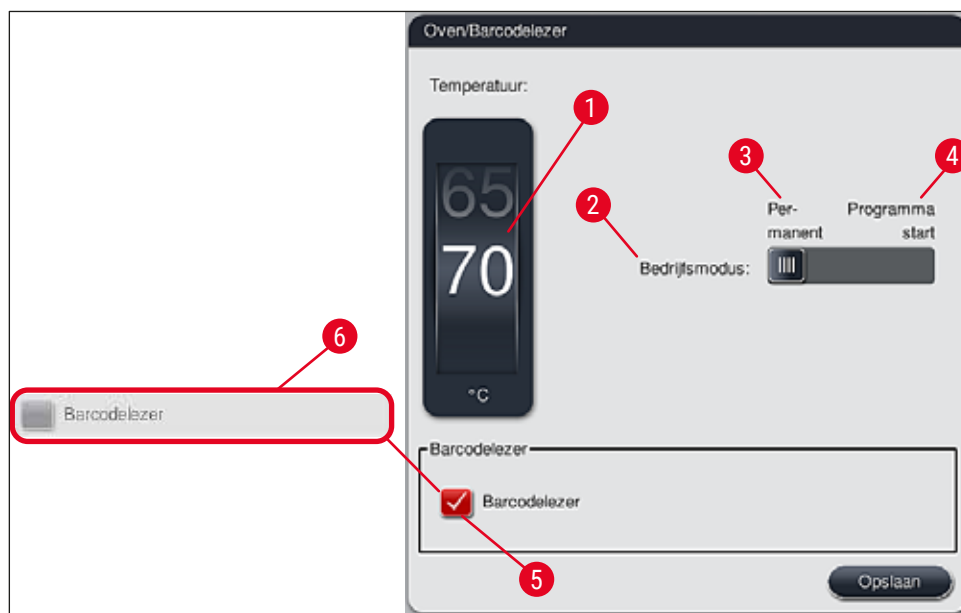 Oven/Barcodelezer
Temperatuur:
1
65
70
°C
2
3
4
Per-
manent
Programma
start
Bedrijfsmodus:
6
Barcodelezer
Barcodelezer
Barcodelezer
5
Opslaan